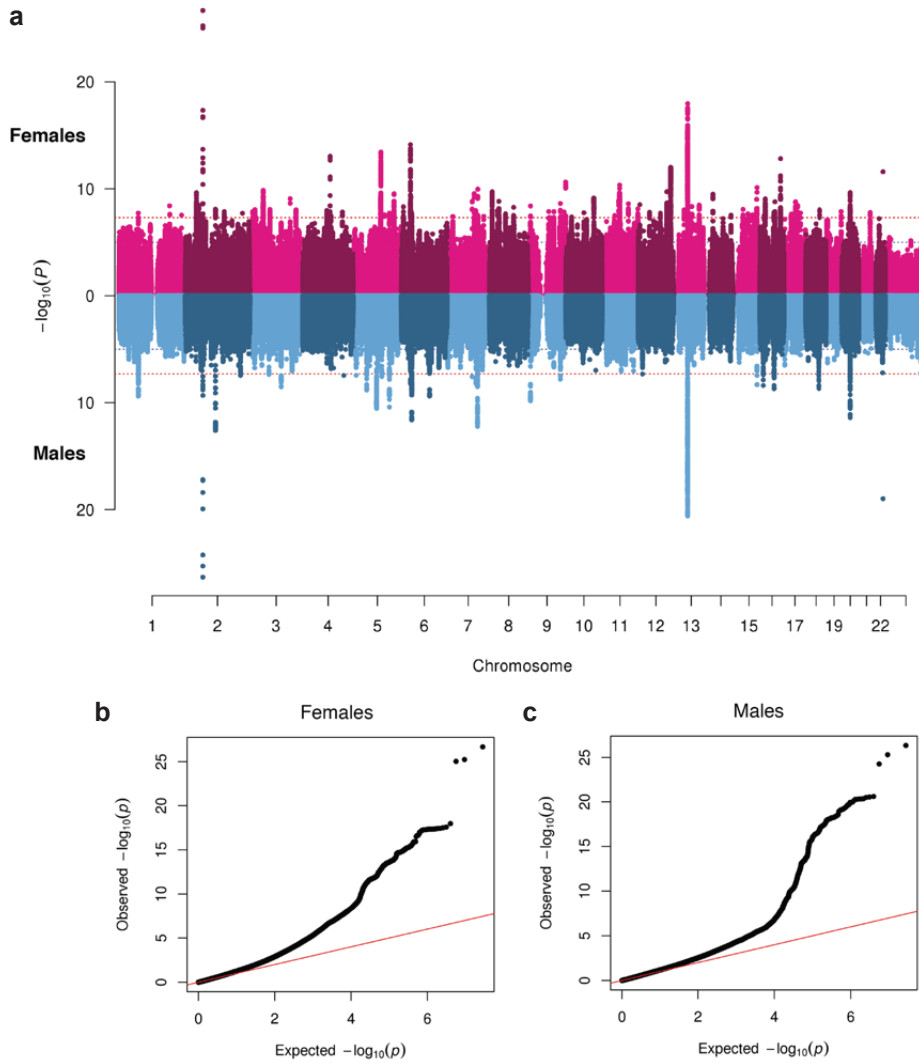 a
20
Females
10
−log₁₀(P)
0
10
Males
20
1 2 3 4 5 6 7 8 9 10 11 12 13 15 17 19 22
Chromosome
b Females
c Males
25
20
15
10
5
0
Observed −log₁₀(p)
0 2 4 6
Expected −log₁₀(p)
25
20
15
10
5
0
Observed −log₁₀(p)
0 2 4 6
Expected −log₁₀(p)